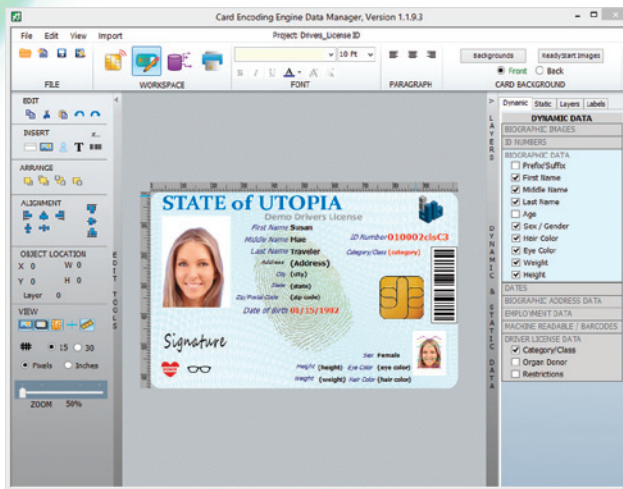 Card Encoding Engine Data Manager, Version 1.1.9.3
File Edit View Import
Project: Drivers_License ID
10 Pt
Backgrounds ReadyStart Images
B I U A
Front Back
FILE WORKSPACE FONT PARAGRAPH CARD BACKGROUND
EDIT
INSERT
T
ARRANGE
ALIGNMENT
OBJECT LOCATION
X 0 W 0
Y 0 H 0
Layer 0
VIEW
15 30
Pixels Inches
ZOOM 50%
EDIT TOOLS
STATE of UTOPIA
Demo Drivers License
First Name Susan
Middle Name Mae
ID Number 010002clsC3
Last Name Traveler
Category/Class (category)
Address (Address)
City (city)
State (state)
Zip/Postal Code (zip code)
Date of Birth 01/15/1982
Signature
Sex Female
Height (height) Eye Color (eye color)
Weight (weight) Hair Color (hair color)
LAYERS
DYNAMIC & STATIC DATA
Dynamic Static Layers Labels
DYNAMIC DATA
BIOGRAPHIC IMAGES
ID NUMBERS
BIOGRAPHIC DATA
Prefix/Suffix
First Name
Middle Name
Last Name
Age
Sex / Gender
Hair Color
Eye Color
Weight
Height
DATES
BIOGRAPHIC ADDRESS DATA
EMPLOYMENT DATA
MACHINE READABLE / BARCODES
DRIVER LICENSE DATA
Category/Class
Organ Donor
Restrictions